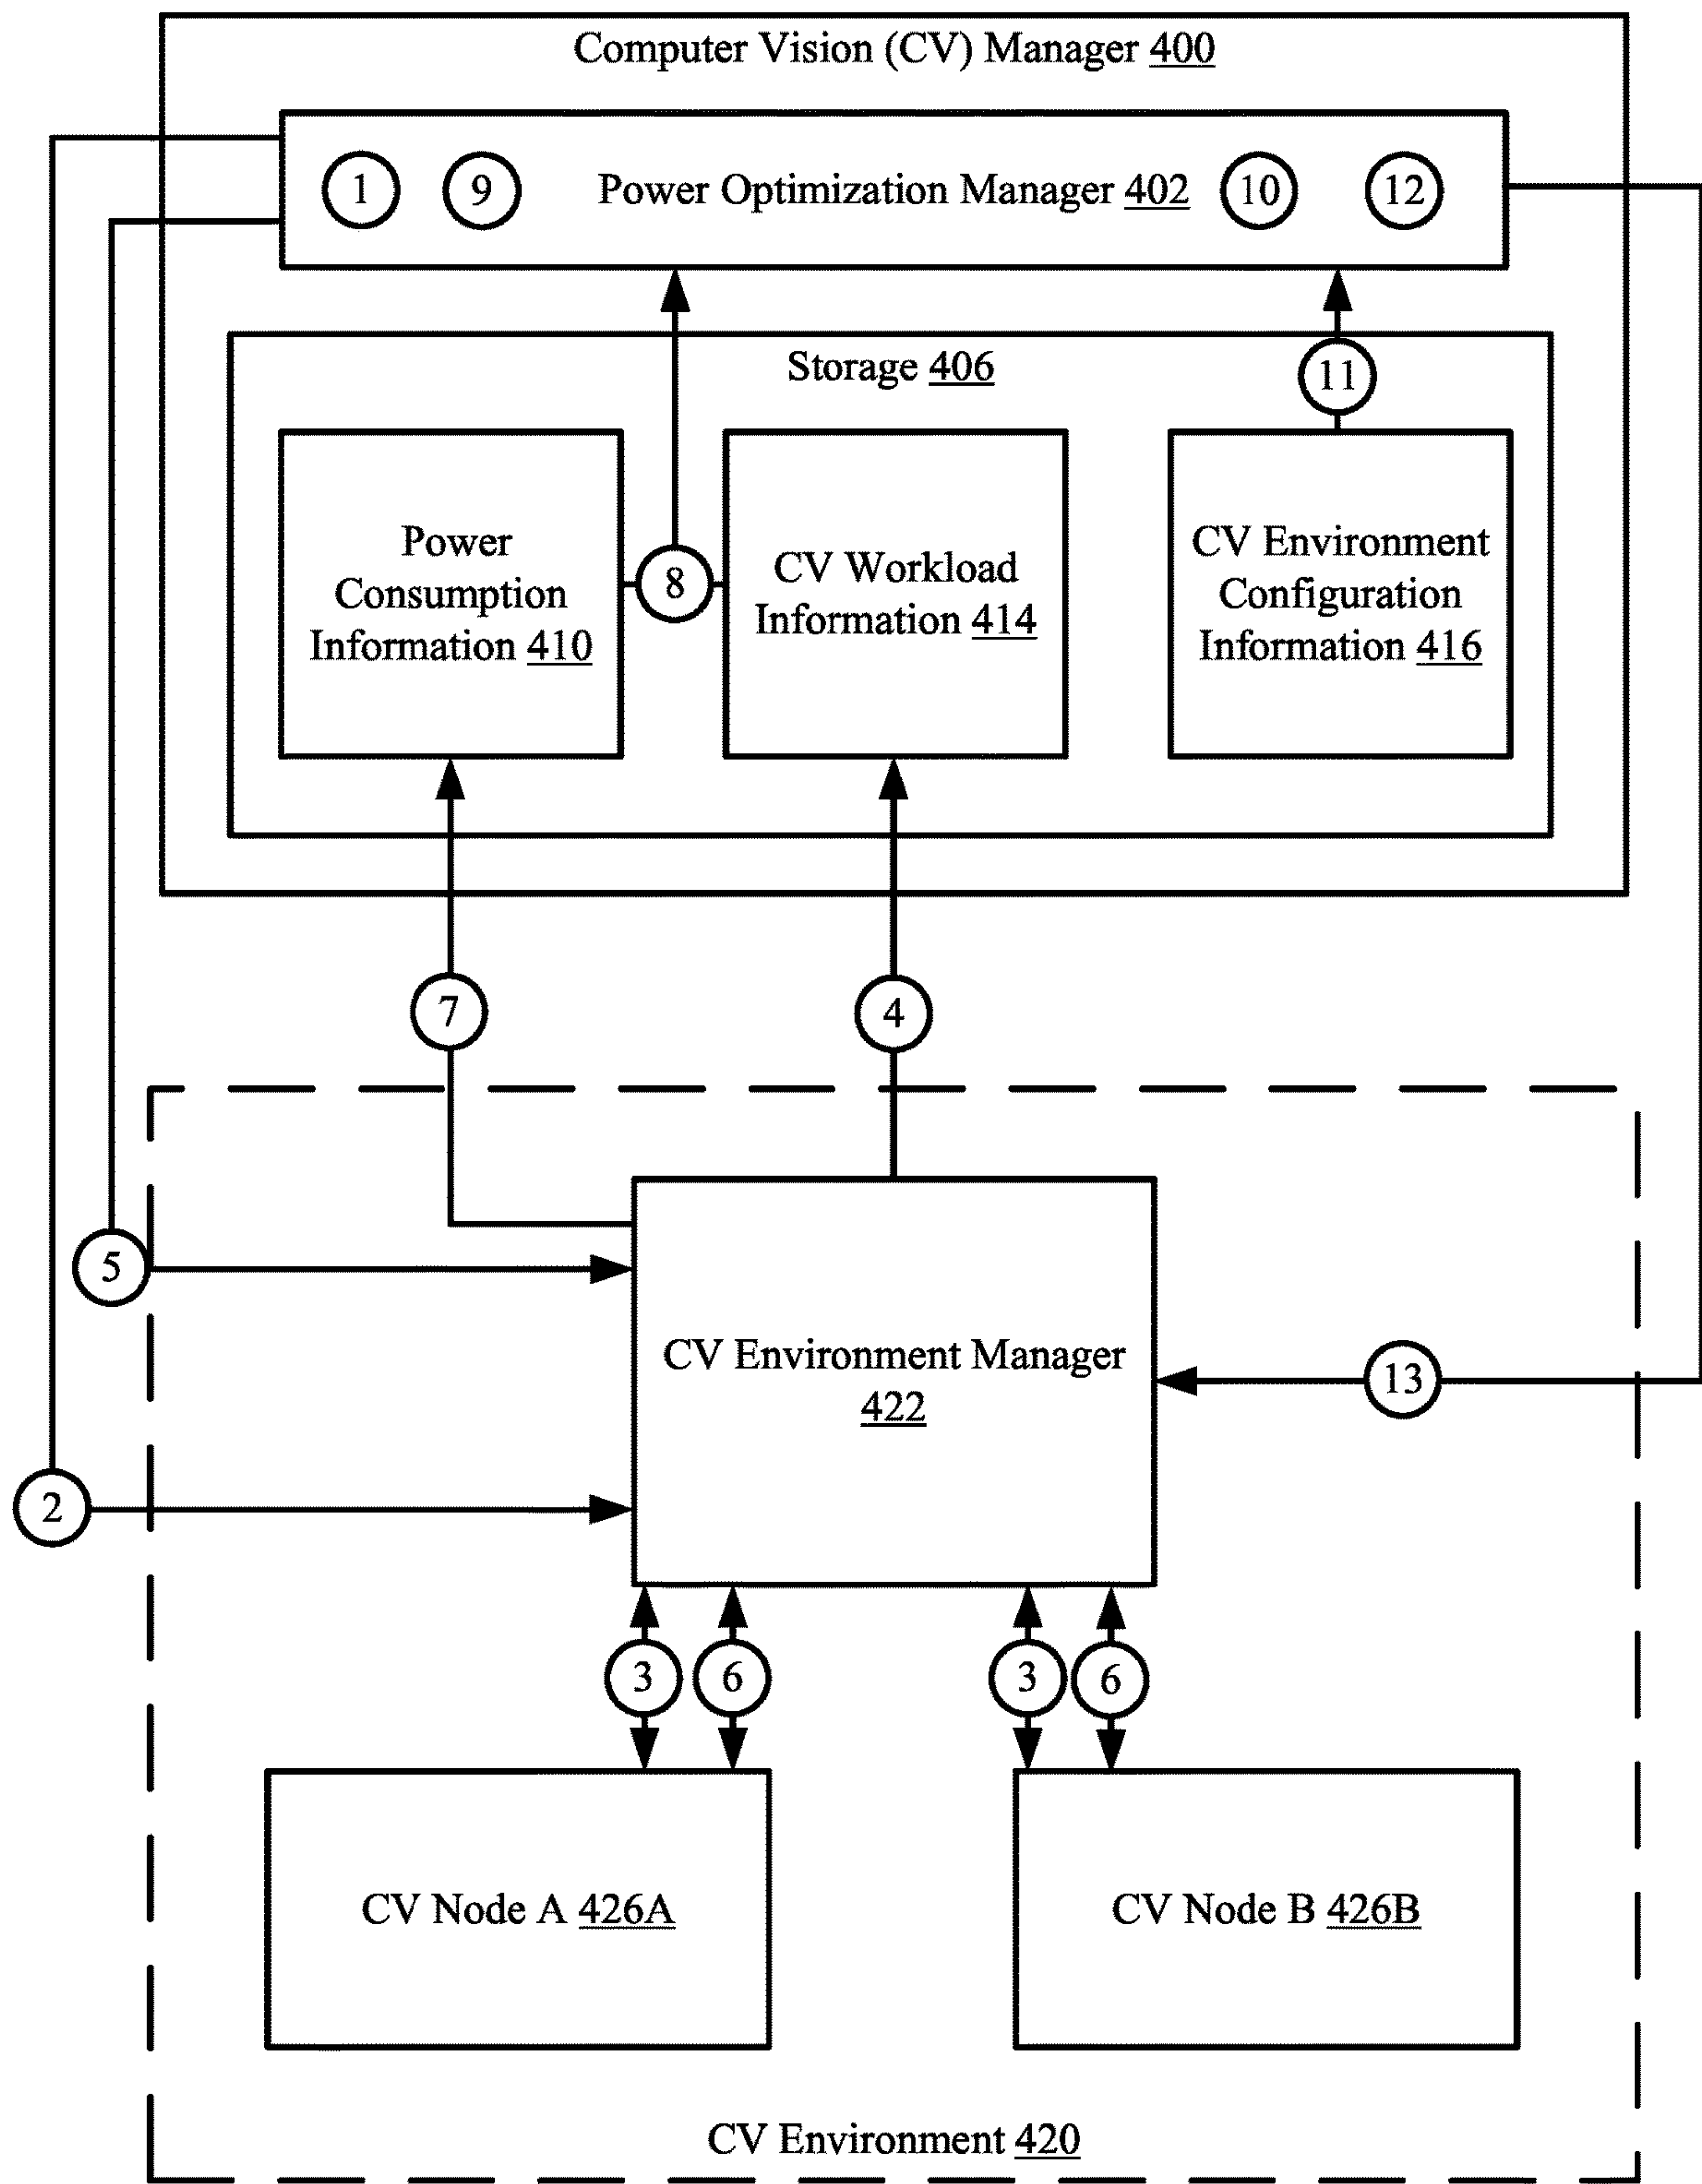 Computer Vision (CV) Manager 400
1
9
Power Optimization Manager 402
10
12
Storage 406
11
Power
Consumption
Information 410
8
CV Workload
Information 414
CV Environment
Configuration
Information 416
7
4
5
CV Environment Manager
422
13
2
3
6
3
6
CV Node A 426A
CV Node B 426B
CV Environment 420